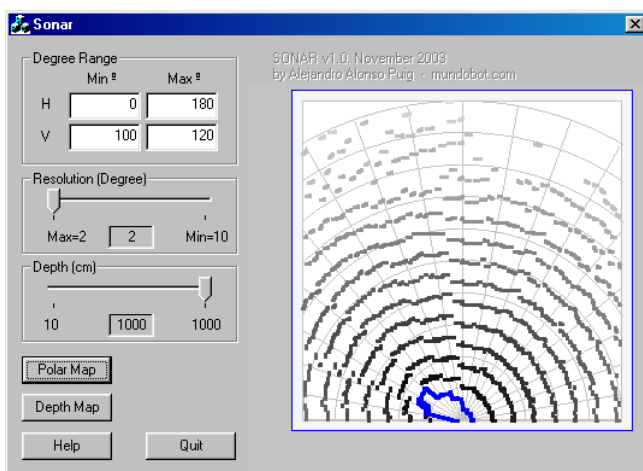 Sonar
Degree Range
Min º Max º
H 0 180
V 100 120
Resolution (Degree)
Max=2 2 Min=10
Depth (cm)
10 1000 1000
Polar Map
Depth Map
Help Quit
SONAR v1.0. November 2003
by Alejandro Alonso Puig - mundobot.com